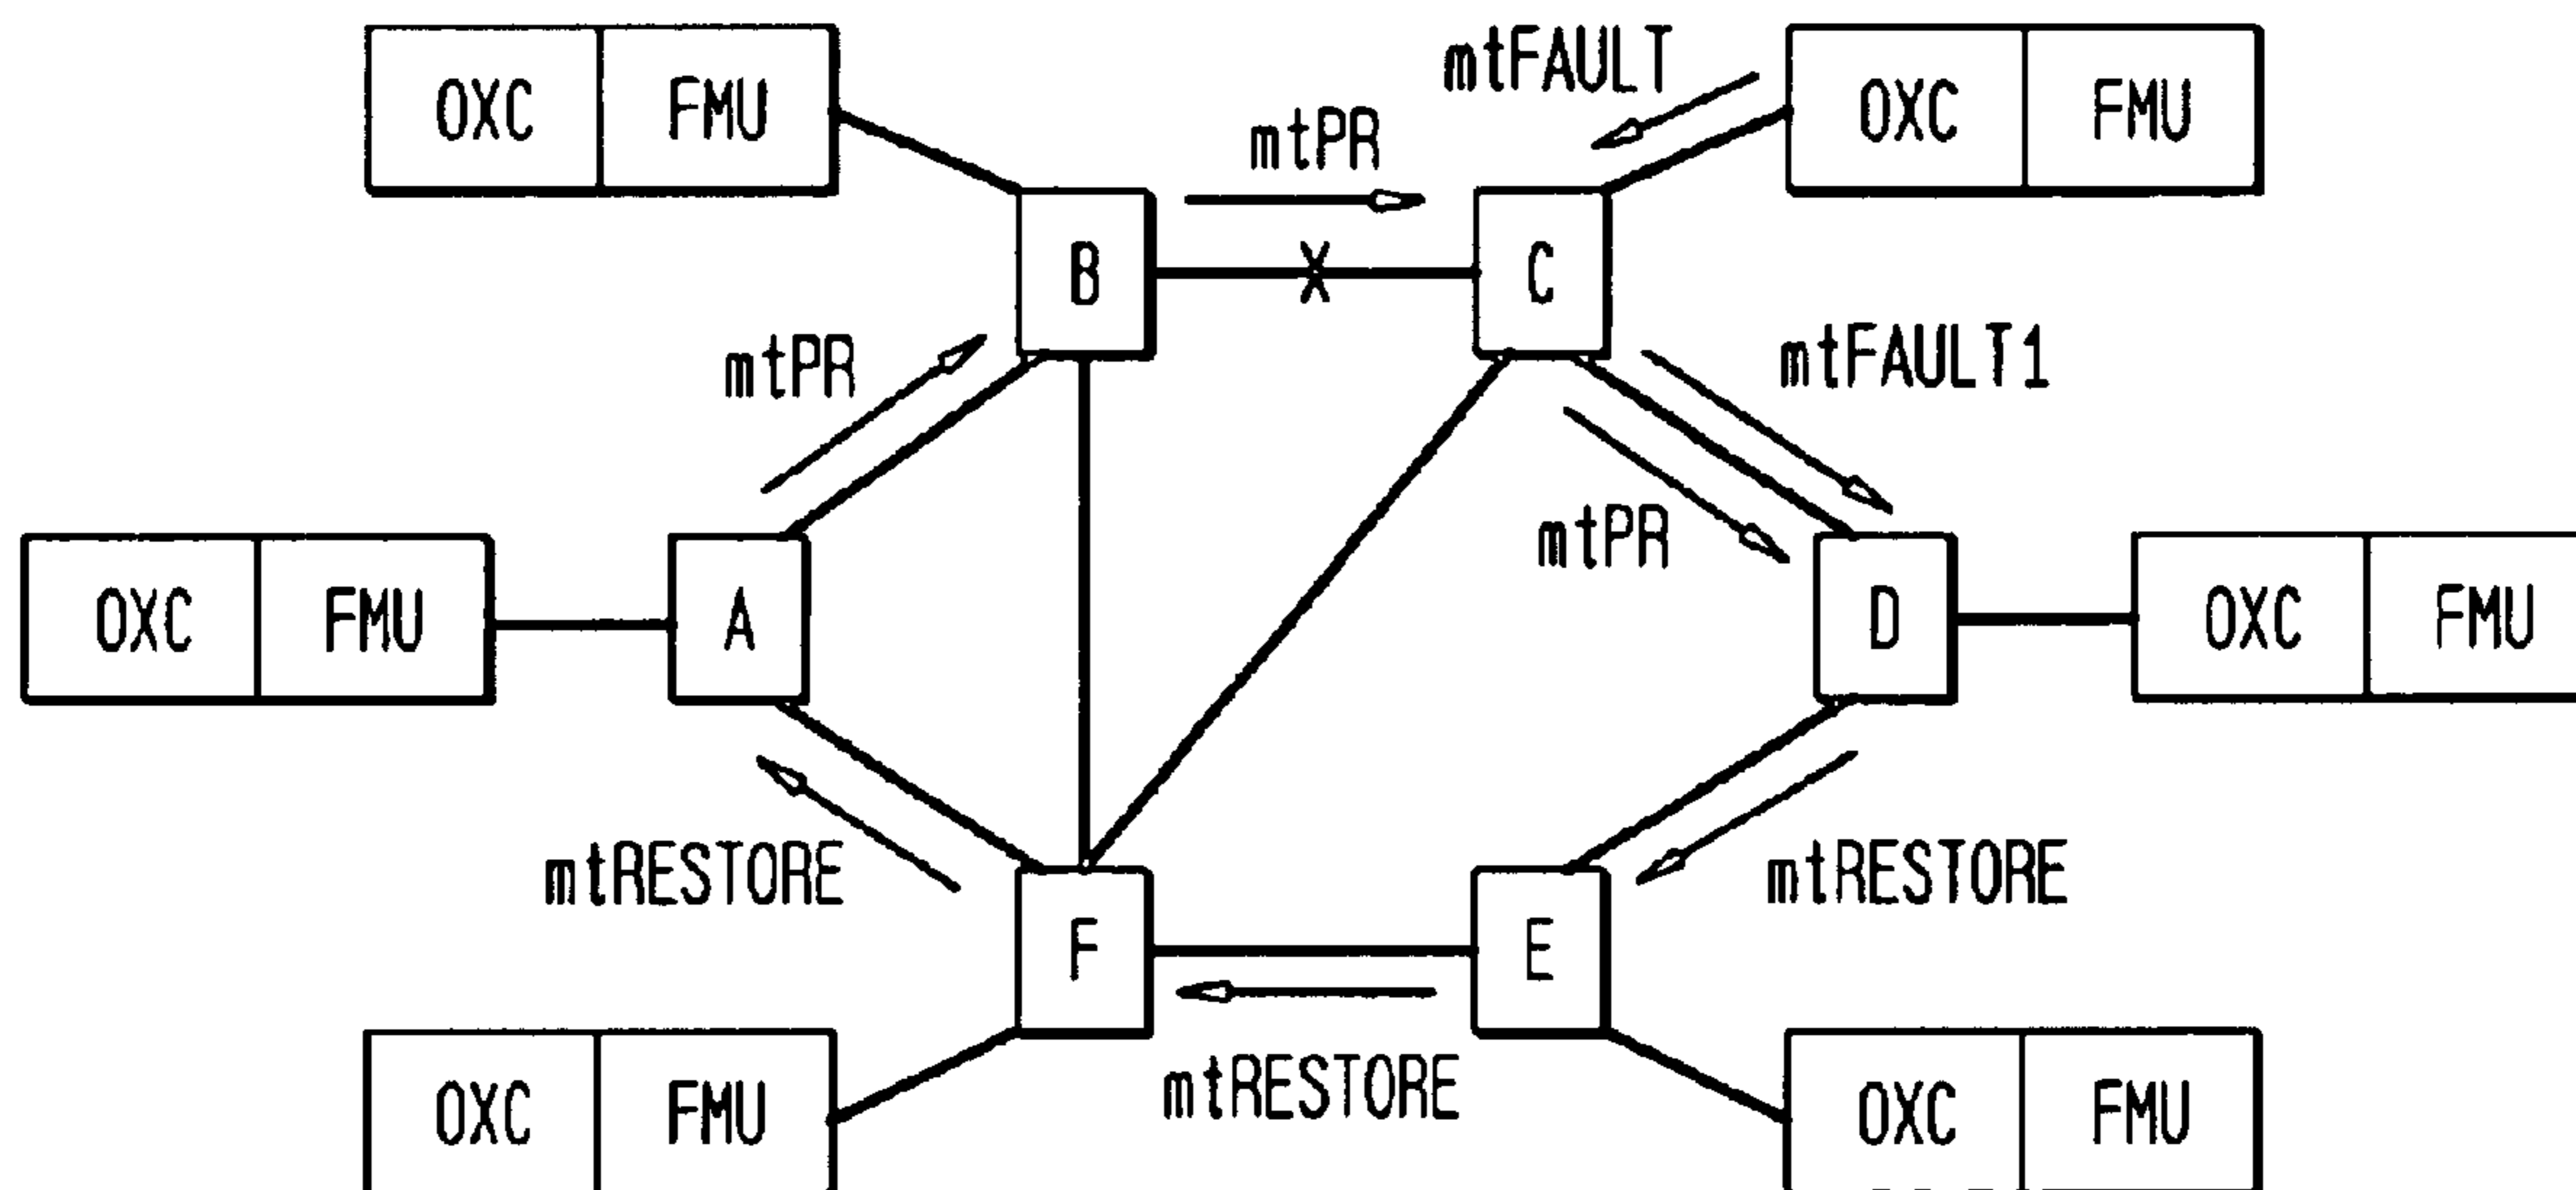 OXC FMU
mtFAULT
OXC FMU
mtPR
B
C
mtPR
mtFAULT1
mtPR
OXC FMU
A
D
OXC FMU
mtRESTORE
mtRESTORE
F
E
mtRESTORE
OXC FMU
OXC FMU
X